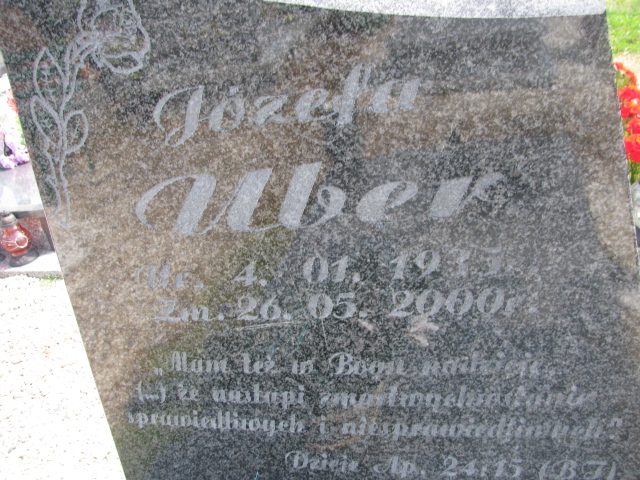 Józefa
Uber
Ur. 4. 01. 19
Zm. 26. 05. 2000r.
„Mam też w Bogu nadzieję
(...) że nastąpi zmartwychwstanie
sprawiedliwych i niesprawiedliwych."
Dzieje Ap. 24:15 (BT).